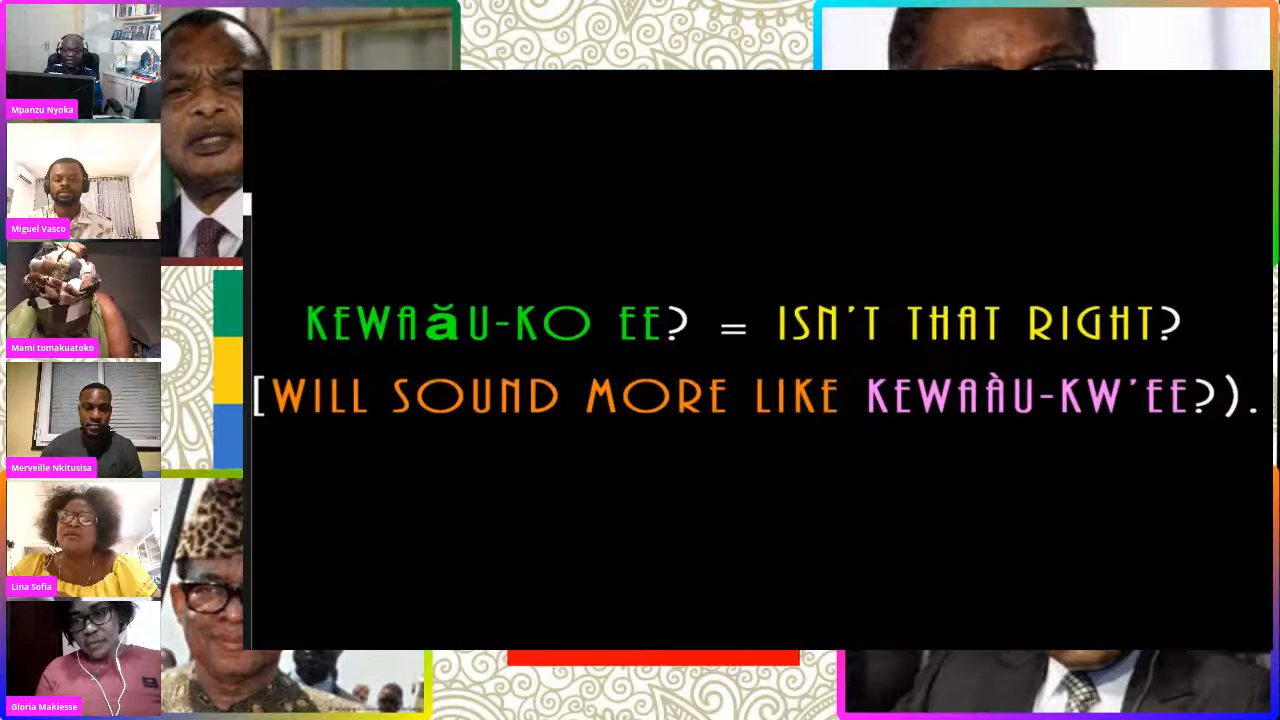 Mpanzu Nyoka
Miguel Vasco
Mami tomakuatoko
Merveille Nkitusisa
Lina Sofia
Gloria Makiesse
KEWAăU-KO EE? = ISN'T THAT RIGHT?
[WILL SOUND MORE LIKE KEWAÀU-KW'EE?).